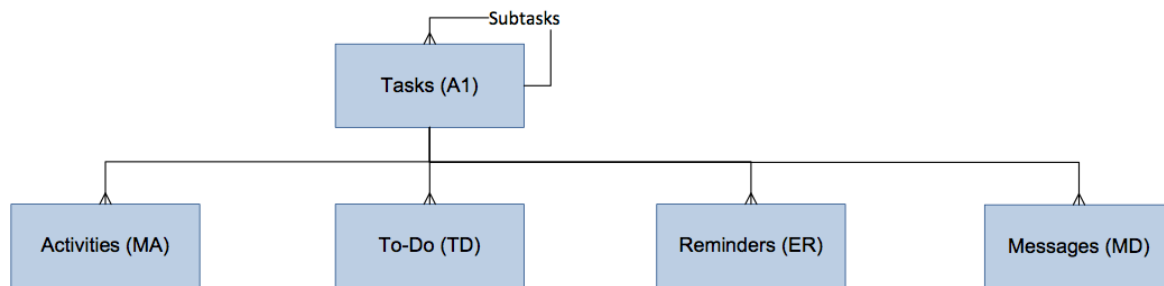 Subtasks
Tasks (A1)
Activities (MA)
To-Do (TD)
Reminders (ER)
Messages (MD)